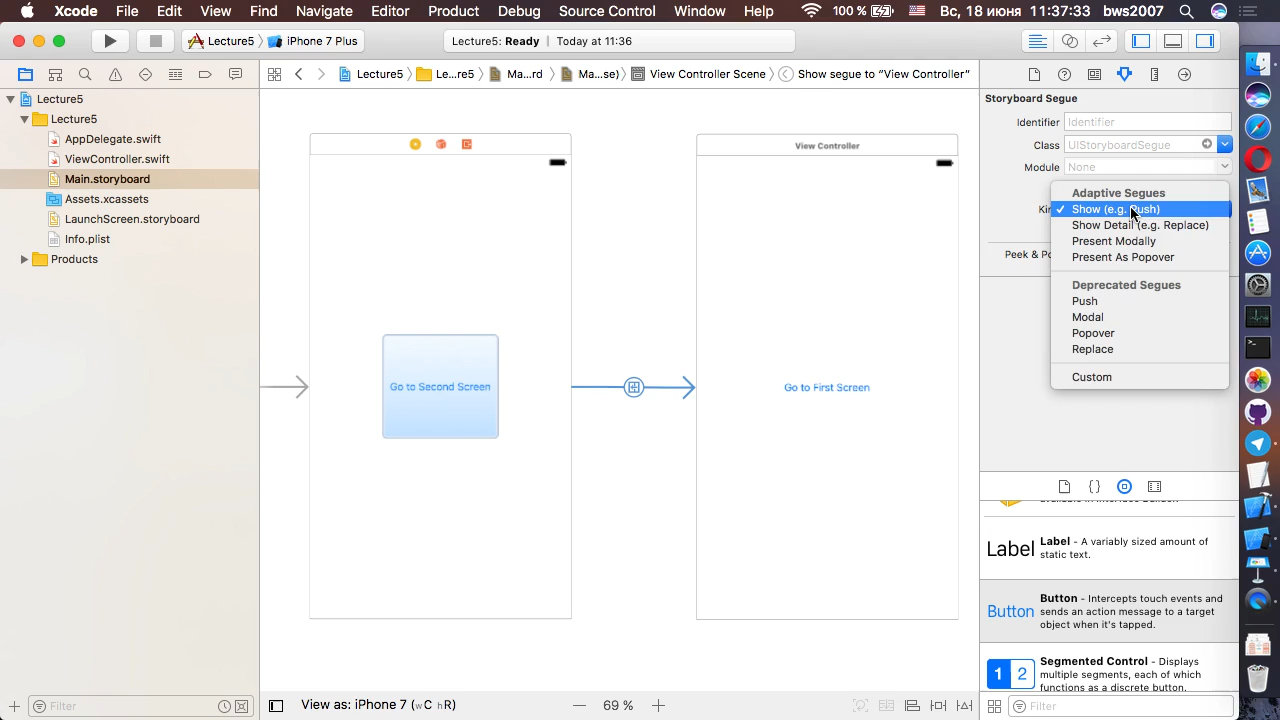 Xcode File Edit View Find Navigate Editor Product Debug Source Control Window Help 100 % Вс, 18 июня 11:37:33 bws2007
Lecture5 iPhone 7 Plus Lecture5: Ready | Today at 11:36
Lecture5 Le...re5 Ma...rd Ma...se) View Controller Scene Show segue to "View Controller"
Lecture5
Lecture5
AppDelegate.swift
ViewController.swift
Main.storyboard
Assets.xcassets
LaunchScreen.storyboard
Info.plist
Products
View Controller
Go to Second Screen
Go to First Screen
Storyboard Segue
Identifier Identifier
Class UIStoryboardSegue
Module None
Adaptive Segues
Show (e.g. Push)
Show Detail (e.g. Replace)
Present Modally
Present As Popover
Peek & Po
Deprecated Segues
Push
Modal
Popover
Replace
Custom
Label Label - A variably sized amount of
static text.
Button Button - Intercepts touch events and
sends an action message to a target
object when it's tapped.
1 2 Segmented Control - Displays
multiple segments, each of which
functions as a discrete button.
Filter
View as: iPhone 7 (wC hR)
69 %
Filter